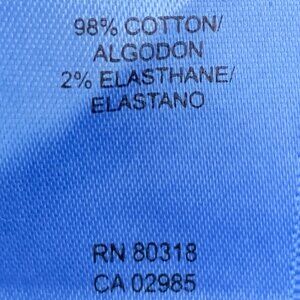 98% COTTON/
ALGODON
2% ELASTHANE/
ELASTANO
RN 80318
CA 02985